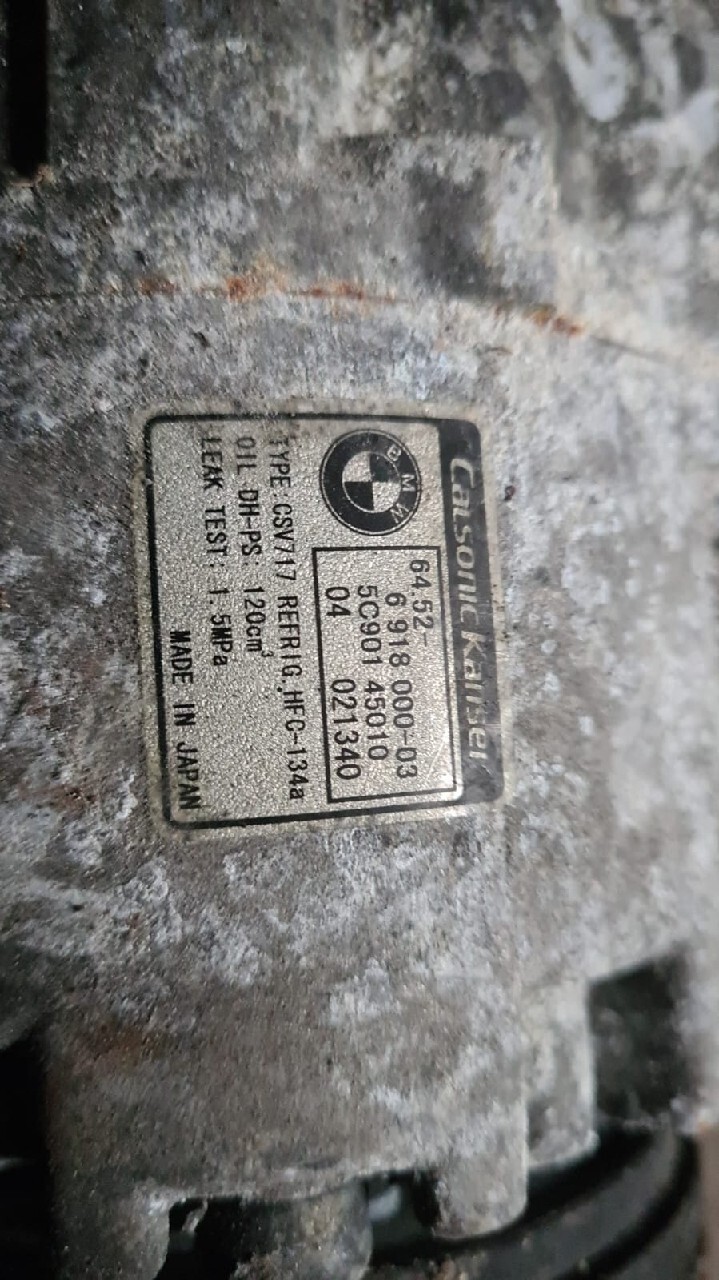 Calsonic Kansei
BMW
64.52-
6 918 000-03
5C901 45010
04 021340
TYPE:CSV717 REFRIG.HFC-134a
OIL DH-PS: 120cm³
LEAK TEST: 1.5MPa
MADE IN JAPAN